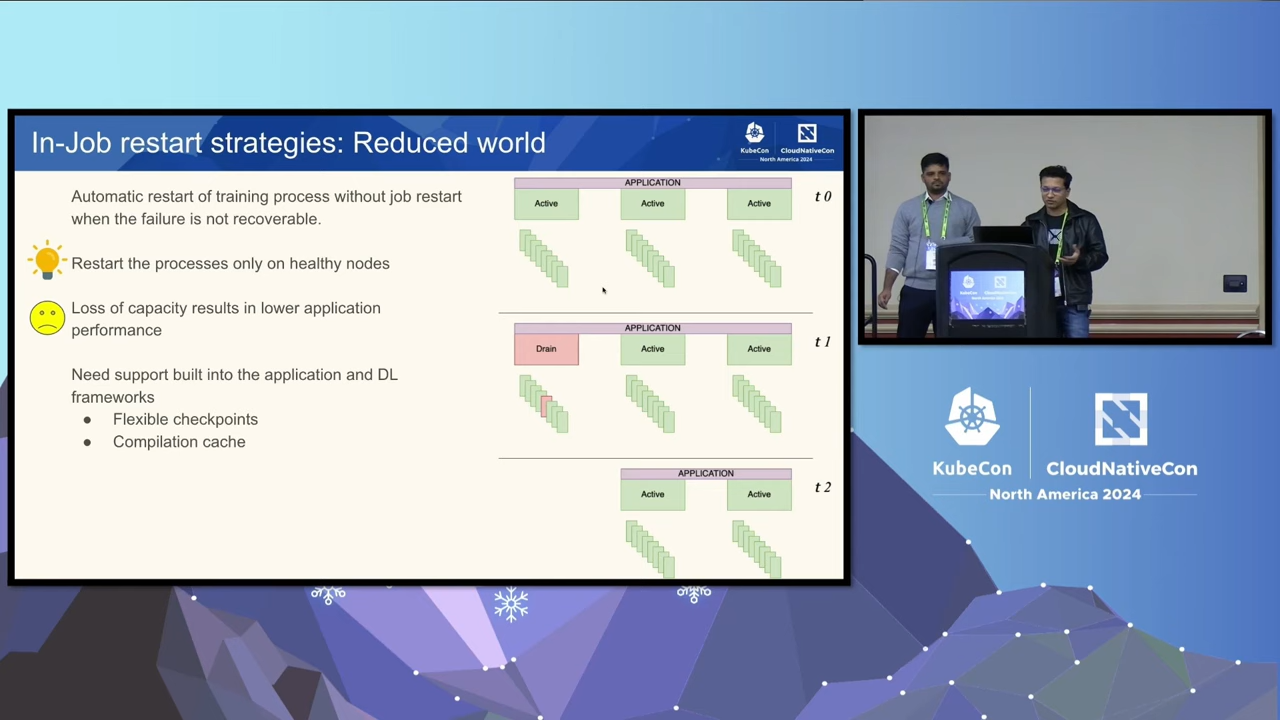 In-Job restart strategies: Reduced world
KubeCon
CloudNativeCon
North America 2024
Automatic restart of training process without job restart
when the failure is not recoverable.
Restart the processes only on healthy nodes
Loss of capacity results in lower application
performance
Need support built into the application and DL
frameworks
● Flexible checkpoints
● Compilation cache
APPLICATION
t 0
Active
Active
Active
APPLICATION
t 1
Drain
Active
Active
APPLICATION
t 2
Active
Active
KubeCon
CloudNativeCon
North America 2024